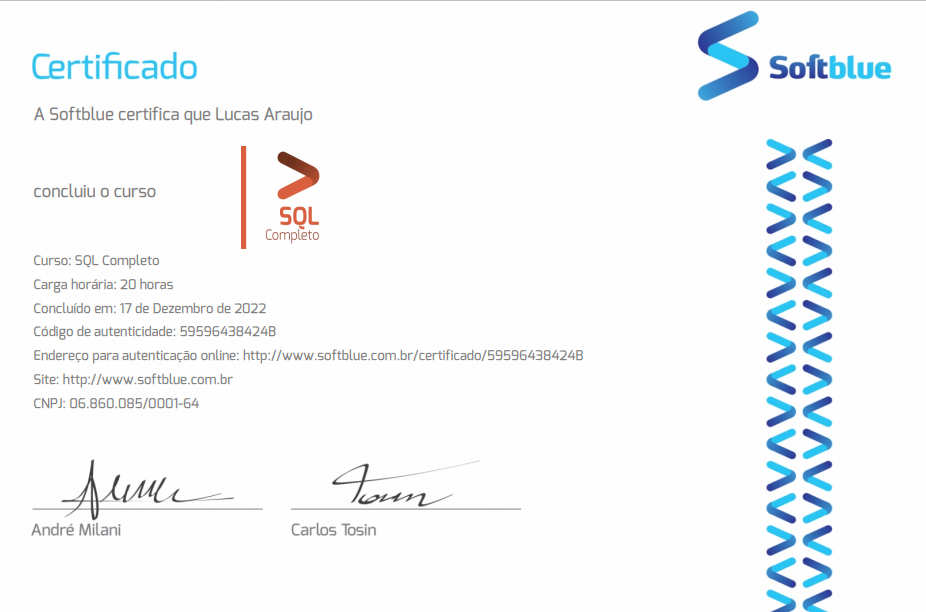 Certificado
Softblue
A Softblue certifica que Lucas Araujo
concluiu o curso
SQL
Completo
Curso: SQL Completo
Carga horária: 20 horas
Concluído em: 17 de Dezembro de 2022
Código de autenticidade: 59596438424B
Endereço para autenticação online: http://www.softblue.com.br/certificado/59596438424B
Site: http://www.softblue.com.br
CNPJ: 06.860.085/0001-64
André Milani
Carlos Tosin